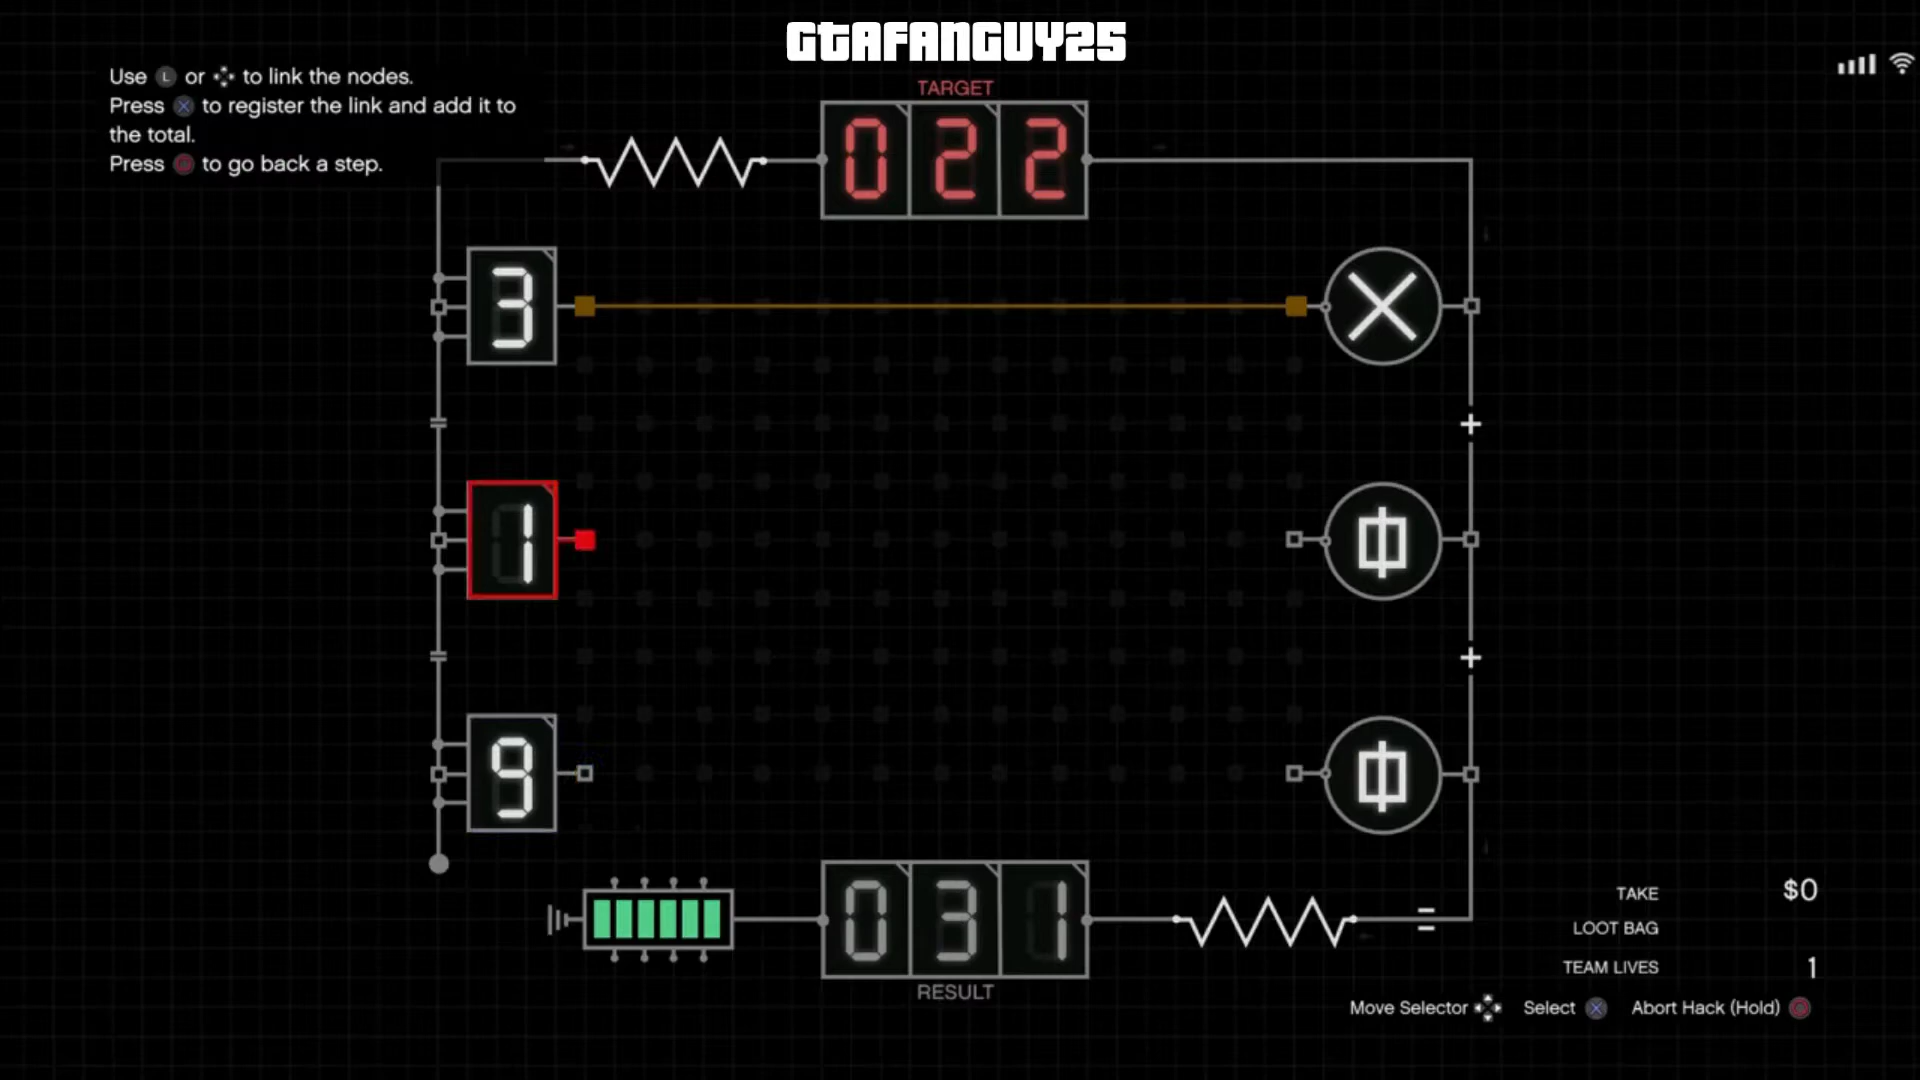 GTAFANGUY25
Use L or to link the nodes.
Press X to register the link and add it to
the total.
Press to go back a step.
TARGET
022
3
1
9
+
+
031
=
RESULT
TAKE $0
LOOT BAG
TEAM LIVES 1
Move Selector Select X Abort Hack (Hold)